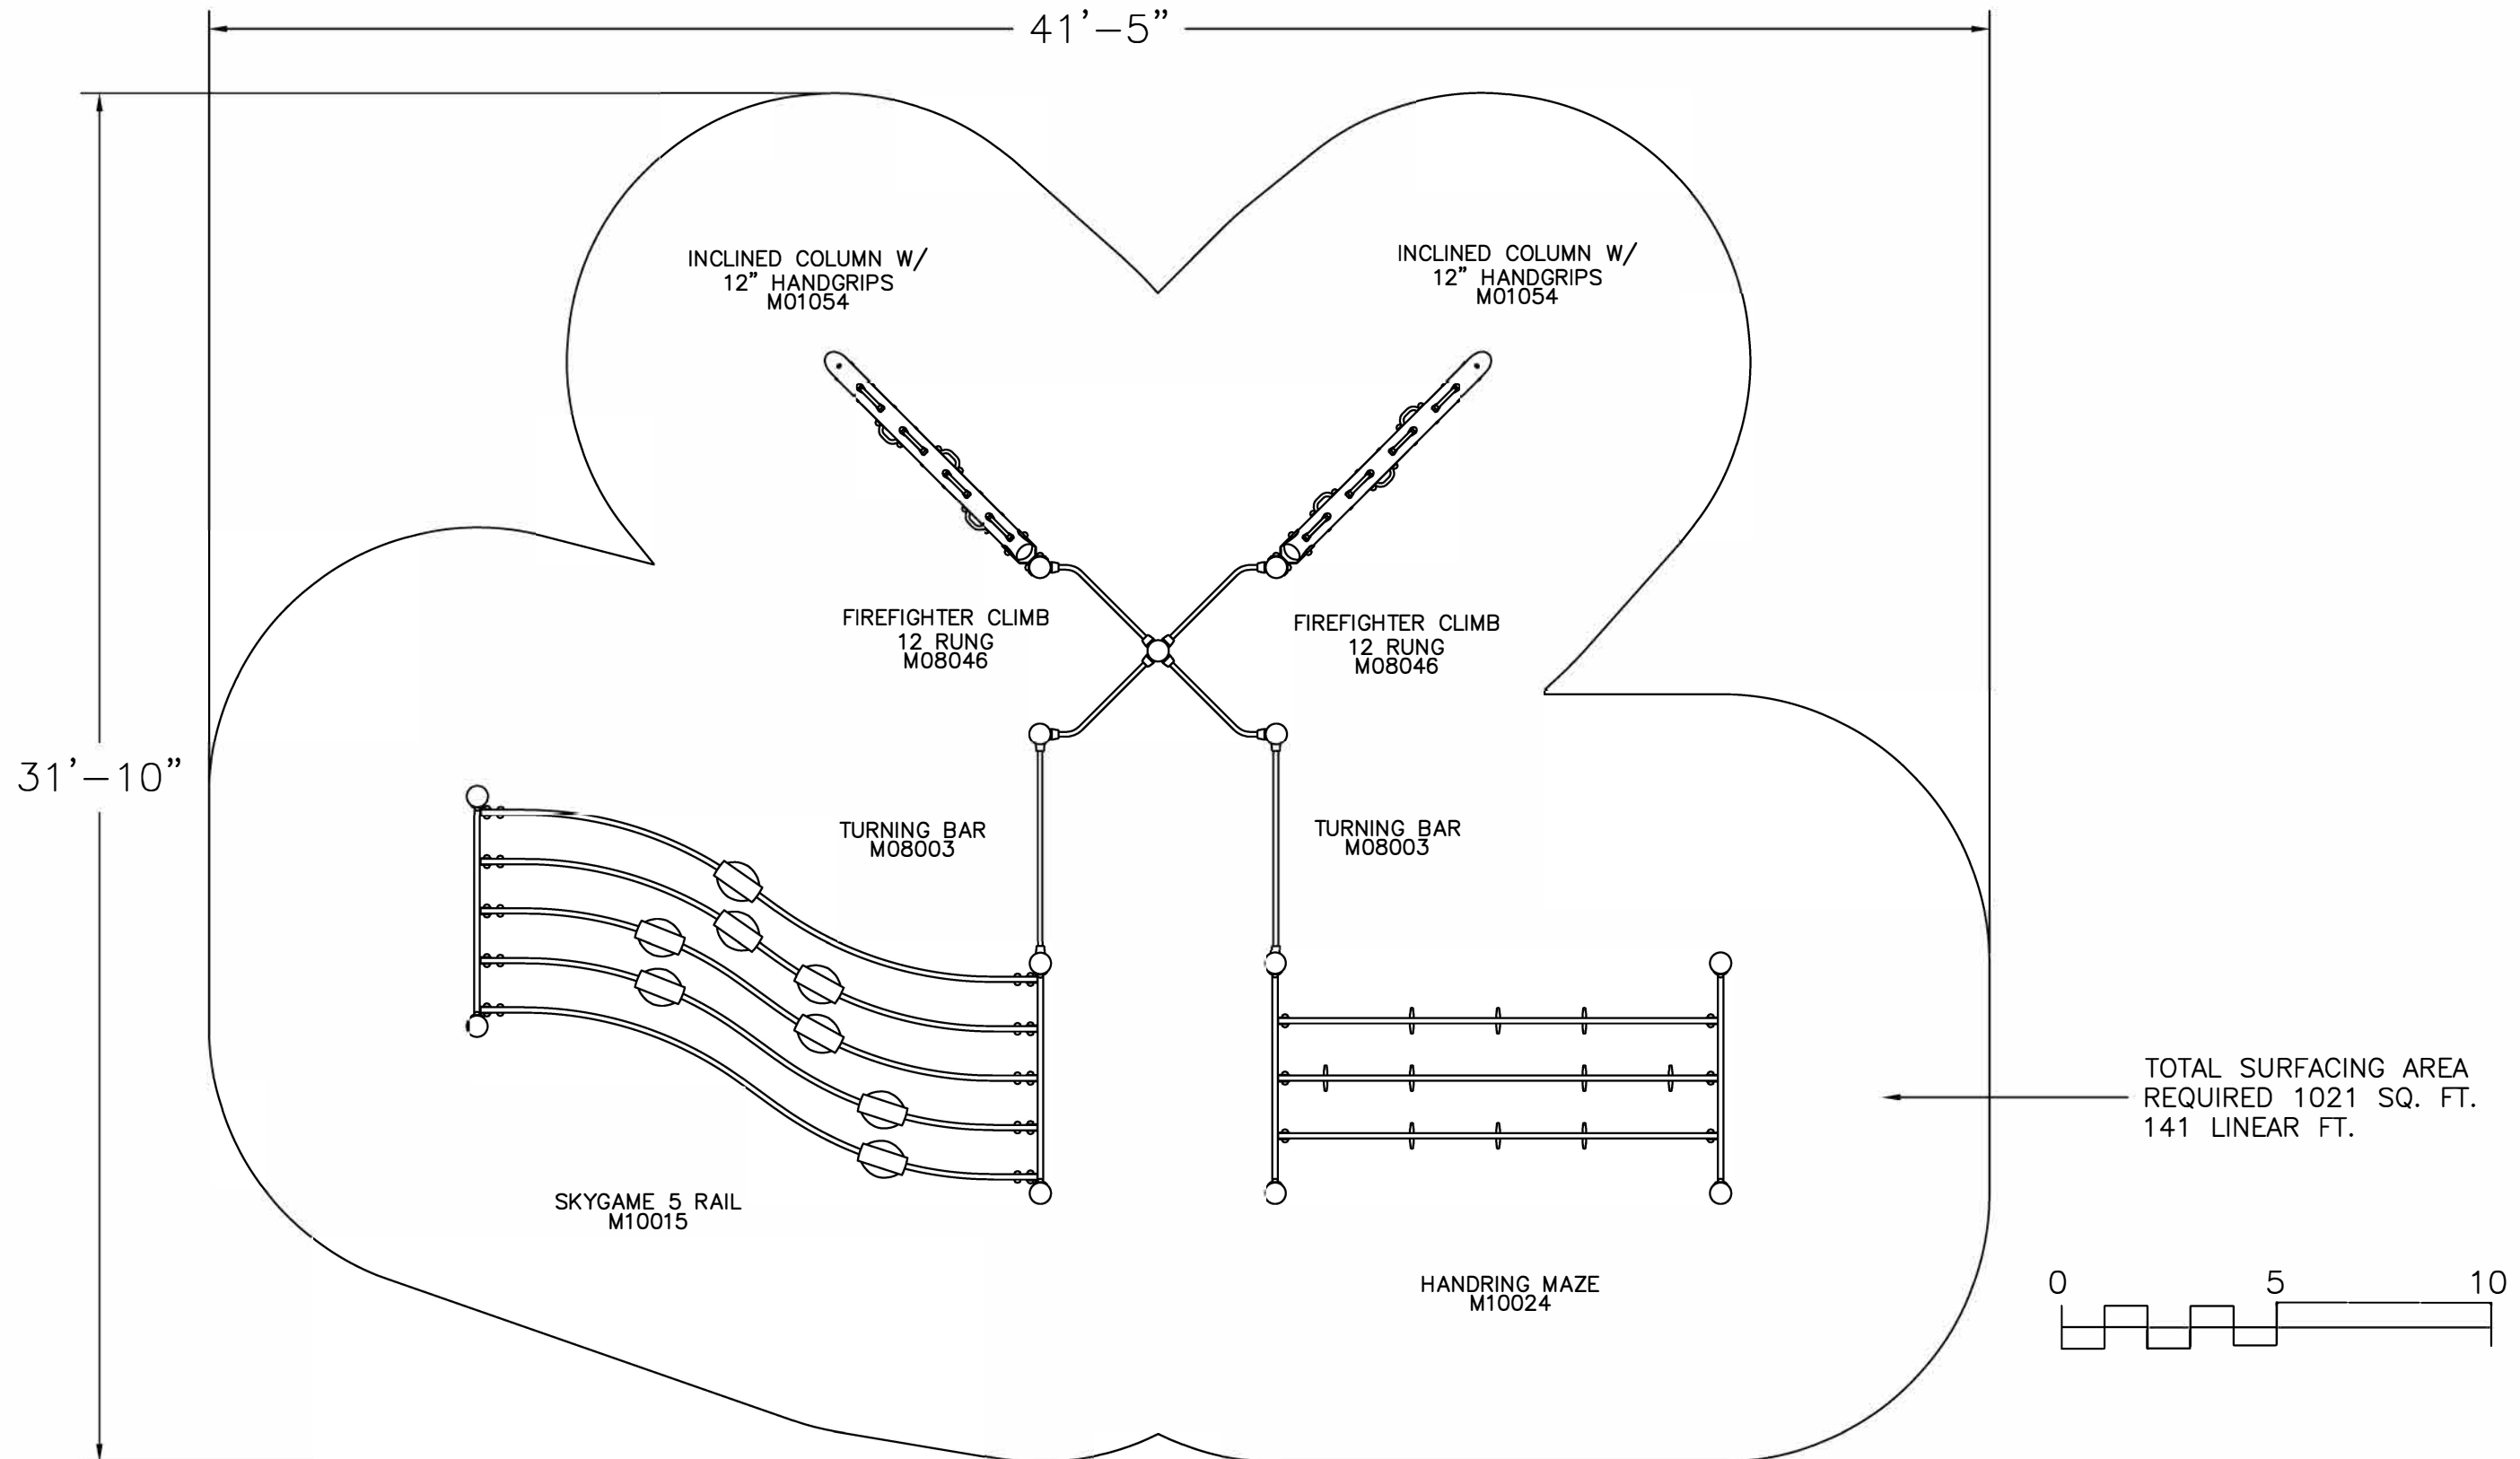 41'-5"
INCLINED COLUMN W/
12" HANDGRIPS
M01054
INCLINED COLUMN W/
12" HANDGRIPS
M01054
FIREFIGHTER CLIMB
12 RUNG
M08046
FIREFIGHTER CLIMB
12 RUNG
M08046
31'-10"
TURNING BAR
M08003
TURNING BAR
M08003
TOTAL SURFACING AREA
REQUIRED 1021 SQ. FT.
141 LINEAR FT.
SKYGAME 5 RAIL
M10015
HANDRING MAZE
M10024
0 5 10